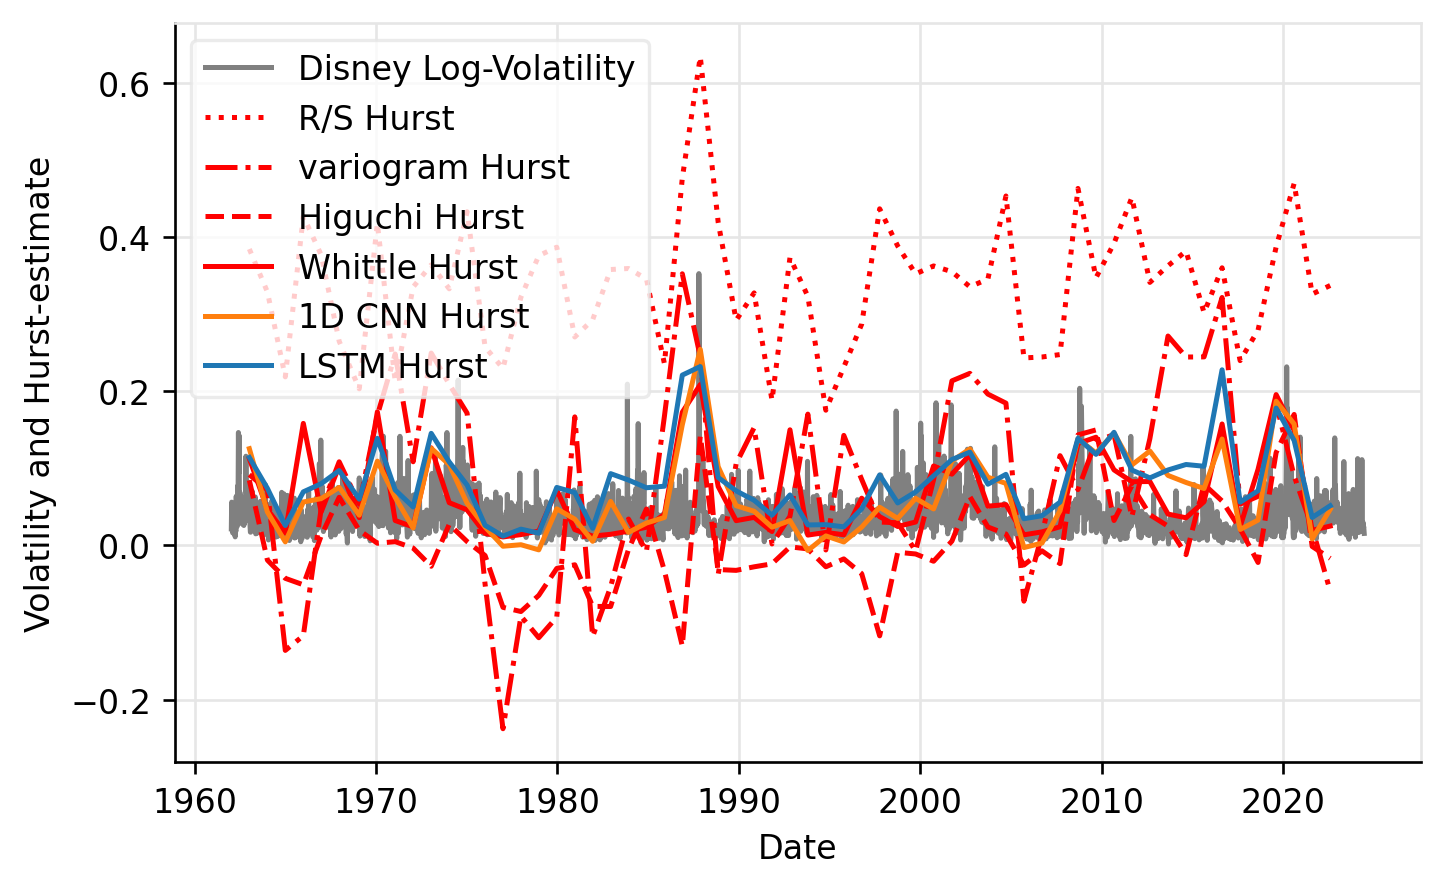 Disney Log-Volatility
R/S Hurst
variogram Hurst
Higuchi Hurst
Whittle Hurst
1D CNN Hurst
LSTM Hurst
Volatility and Hurst-estimate
0.6
0.4
0.2
0.0
−0.2
1960 1970 1980 1990 2000 2010 2020
Date